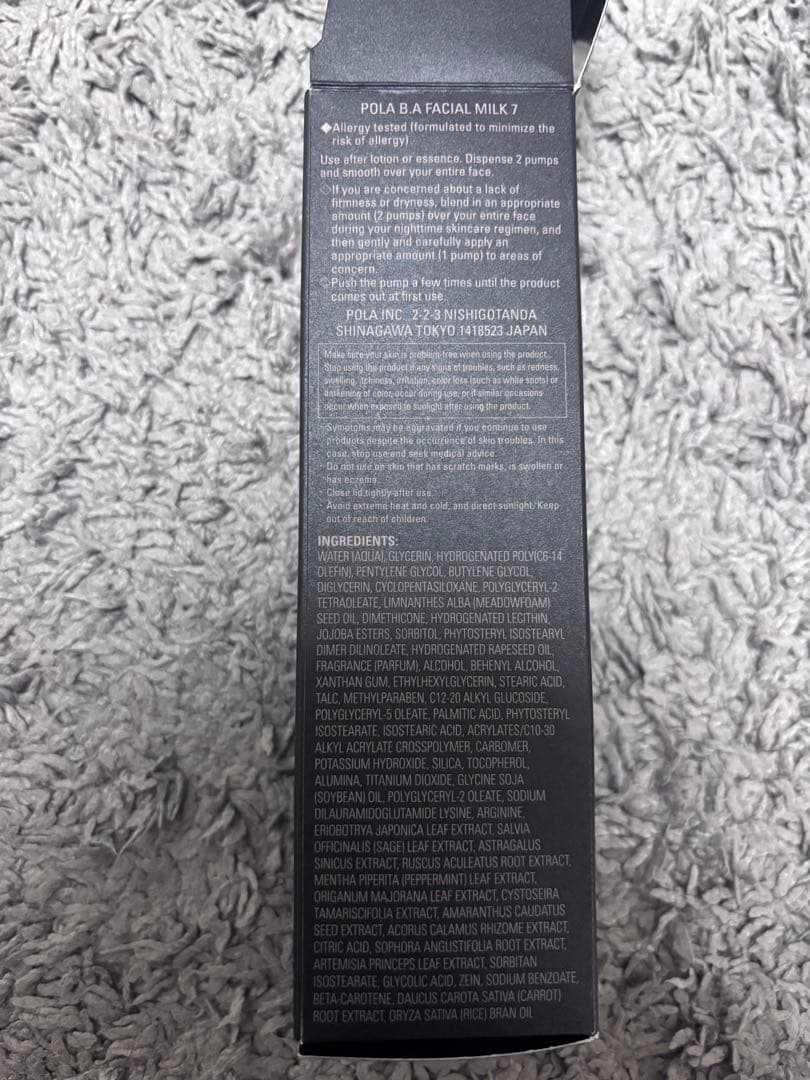 POLA B.A FACIAL MILK 7
◆Allergy tested (formulated to minimize the
risk of allergy)
Use after lotion or essence. Dispense 2 pumps
and smooth over your entire face.
◇If you are concerned about a lack of
firmness or dryness, blend in an appropriate
amount (2 pumps) over your entire face
during your nighttime skincare regimen, and
then gently and carefully apply an
appropriate amount (1 pump) to areas of
concern.
◇Push the pump a few times until the product
comes out at first use.
POLA INC. 2-2-3 NISHIGOTANDA
SHINAGAWA TOKYO 1418523 JAPAN
Make sure your skin is problem-free when using the product.
Stop using the product if any signs of troubles, such as redness,
swelling, itchiness, irritation, color loss (such as white spots) or
darkening of color, occur during use, or if similar occasions
occur when exposed to sunlight after using the product.
· Symptoms may be aggravated if you continue to use
products despite the occurrence of skin troubles. In this
case, stop use and seek medical advice.
· Do not use on skin that has scratch marks, is swollen or
has eczema.
· Close lid tightly after use.
· Avoid extreme heat and cold, and direct sunlight. Keep
out of reach of children.
INGREDIENTS:
WATER (AQUA), GLYCERIN, HYDROGENATED POLY(C6-14
OLEFIN), PENTYLENE GLYCOL, BUTYLENE GLYCOL,
DIGLYCERIN, CYCLOPENTASILOXANE, POLYGLYCERYL-2
TETRAOLEATE, LIMNANTHES ALBA (MEADOWFOAM)
SEED OIL, DIMETHICONE, HYDROGENATED LECITHIN,
JOJOBA ESTERS, SORBITOL, PHYTOSTERYL ISOSTEARYL
DIMER DILINOLEATE, HYDROGENATED RAPESEED OIL,
FRAGRANCE (PARFUM), ALCOHOL, BEHENYL ALCOHOL,
XANTHAN GUM, ETHYLHEXYLGLYCERIN, STEARIC ACID,
TALC, METHYLPARABEN, C12-20 ALKYL GLUCOSIDE,
POLYGLYCERYL-5 OLEATE, PALMITIC ACID, PHYTOSTERYL
ISOSTEARATE, ISOSTEARIC ACID, ACRYLATES/C10-30
ALKYL ACRYLATE CROSSPOLYMER, CARBOMER,
POTASSIUM HYDROXIDE, SILICA, TOCOPHEROL,
ALUMINA, TITANIUM DIOXIDE, GLYCINE SOJA
(SOYBEAN) OIL, POLYGLYCERYL-2 OLEATE, SODIUM
DILAURAMIDOGLUTAMIDE LYSINE, ARGININE,
ERIOBOTRYA JAPONICA LEAF EXTRACT, SALVIA
OFFICINALIS (SAGE) LEAF EXTRACT, ASTRAGALUS
SINICUS EXTRACT, RUSCUS ACULEATUS ROOT EXTRACT,
MENTHA PIPERITA (PEPPERMINT) LEAF EXTRACT,
ORIGANUM MAJORANA LEAF EXTRACT, CYSTOSEIRA
TAMARISCIFOLIA EXTRACT, AMARANTHUS CAUDATUS
SEED EXTRACT, ACORUS CALAMUS RHIZOME EXTRACT,
CITRIC ACID, SOPHORA ANGUSTIFOLIA ROOT EXTRACT,
ARTEMISIA PRINCEPS LEAF EXTRACT, SORBITAN
ISOSTEARATE, GLYCOLIC ACID, ZEIN, SODIUM BENZOATE,
BETA-CAROTENE, DAUCUS CAROTA SATIVA (CARROT)
ROOT EXTRACT, ORYZA SATIVA (RICE) BRAN OIL